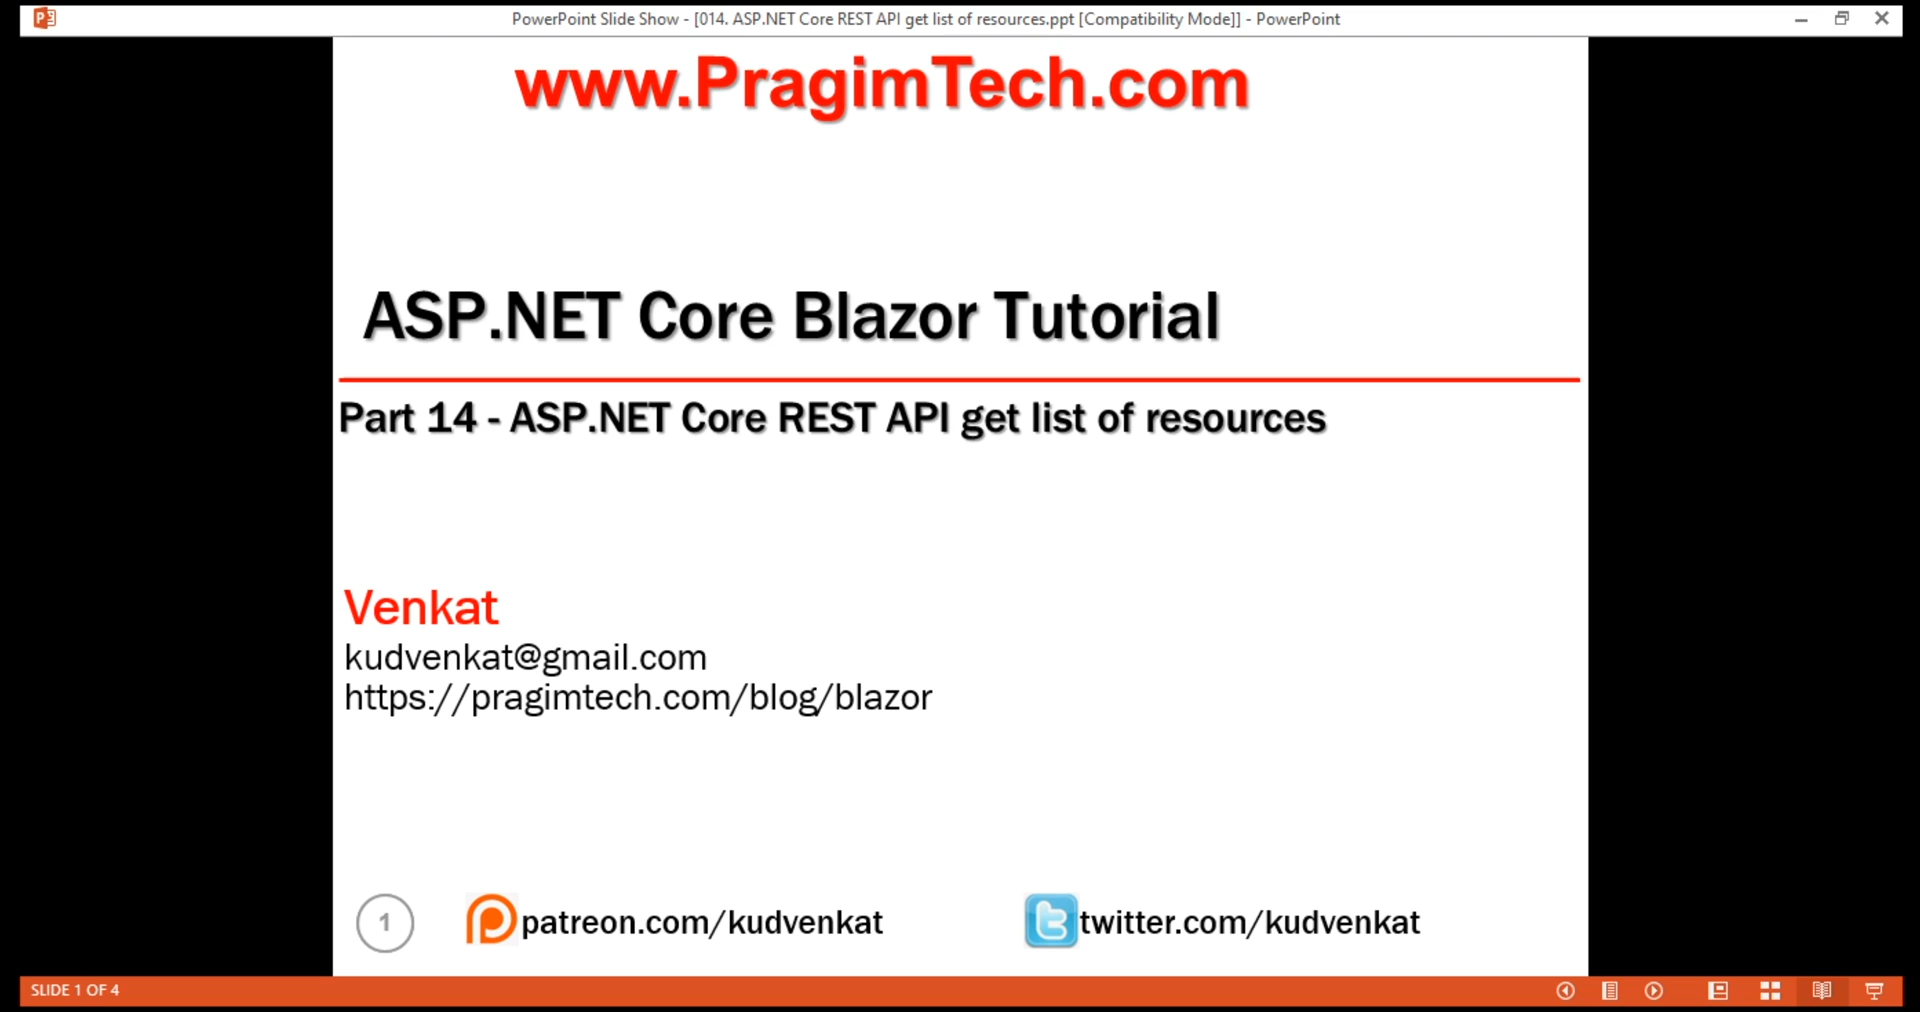 PowerPoint Slide Show - [014. ASP.NET Core REST API get list of resources.ppt [Compatibility Mode]] - PowerPoint
www.PragimTech.com
ASP.NET Core Blazor Tutorial
Part 14 - ASP.NET Core REST API get list of resources
Venkat
kudvenkat@gmail.com
https://pragimtech.com/blog/blazor
1
patreon.com/kudvenkat
twitter.com/kudvenkat
SLIDE 1 OF 4